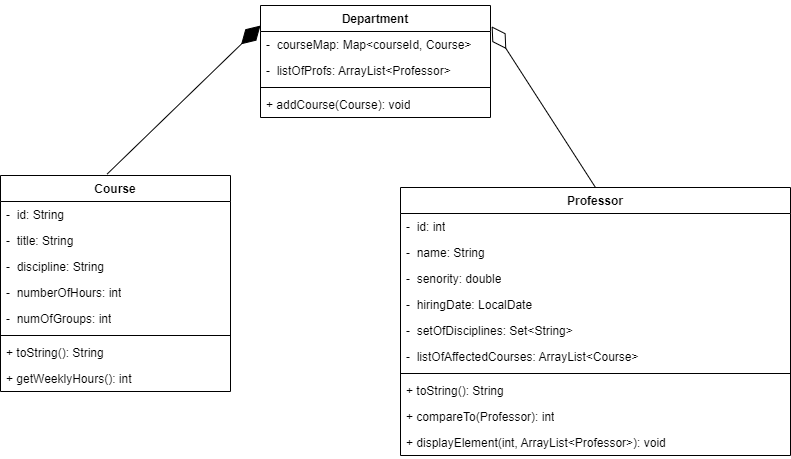 Department
- courseMap: Map<courseId, Course>
- listOfProfs: ArrayList<Professor>
+ addCourse(Course): void
Course
- id: String
- title: String
- discipline: String
- numberOfHours: int
- numOfGroups: int
+ toString(): String
+ getWeeklyHours(): int
Professor
- id: int
- name: String
- senority: double
- hiringDate: LocalDate
- setOfDisciplines: Set<String>
- listOfAffectedCourses: ArrayList<Course>
+ toString(): String
+ compareTo(Professor): int
+ displayElement(int, ArrayList<Professor>): void